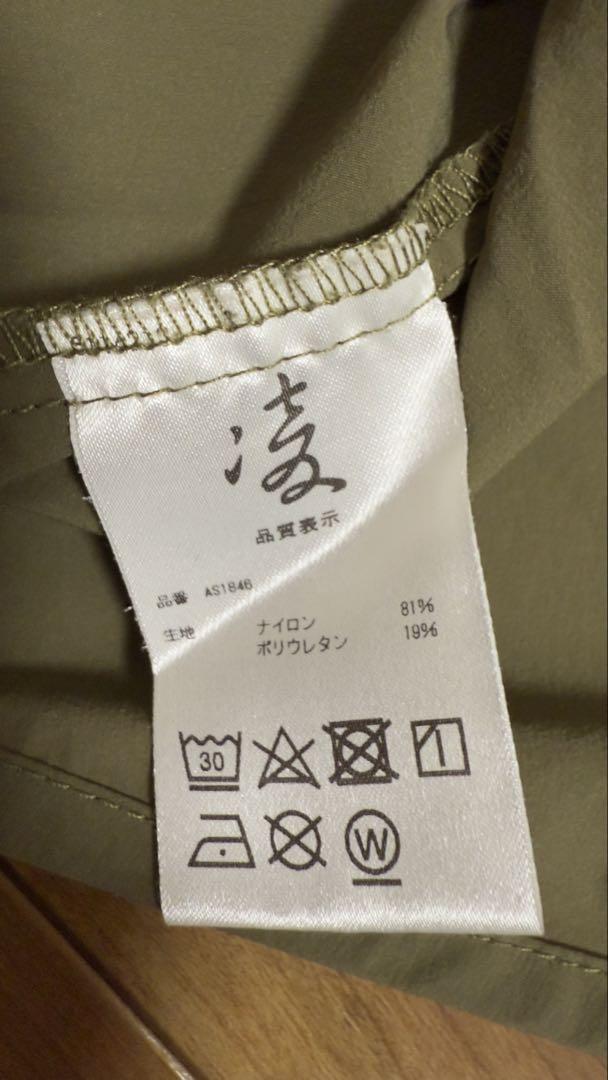 凌
品質表示
品番 AS1846
生地 ナイロン 81%
ポリウレタン 19%
30
W